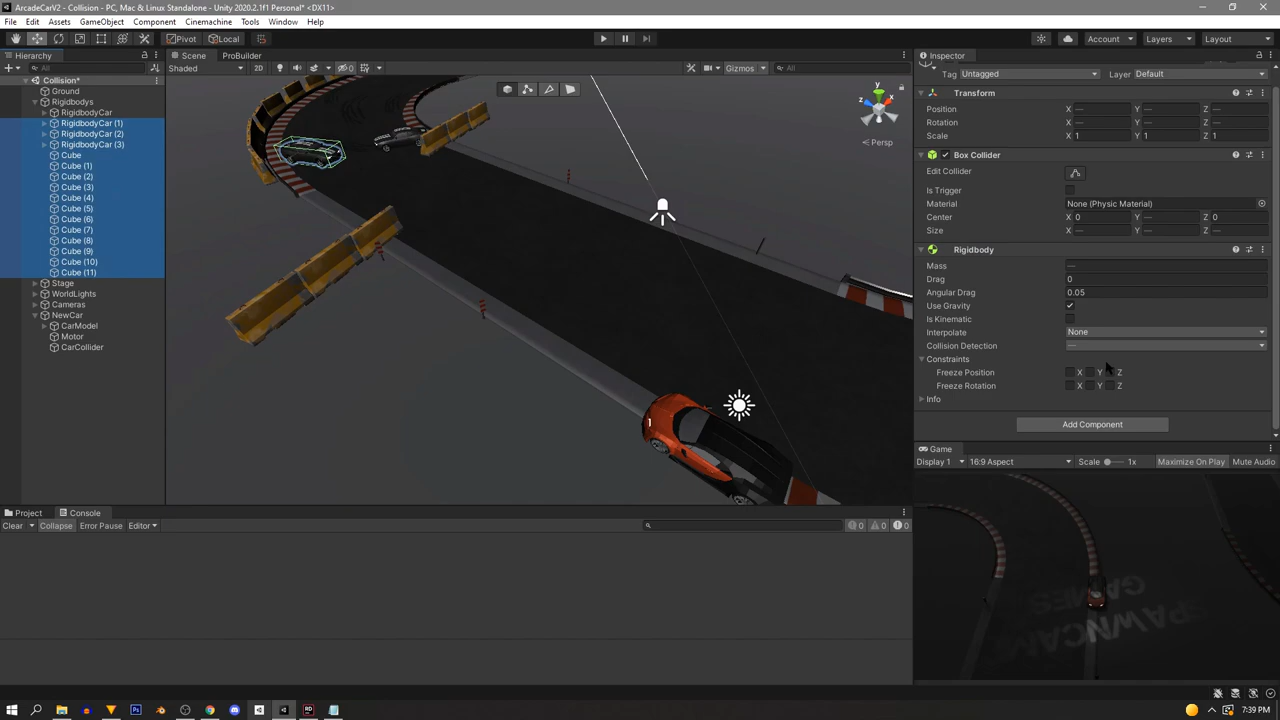 ArcadeCarV2 - Collision - PC, Mac & Linux Standalone - Unity 2020.2.1f1 Personal* <DX11>
File Edit Assets GameObject Component Cinemachine Tools Window Help
Pivot Local Account Layers Layout
Hierarchy Scene ProBuilder Inspector
All Shaded 2D 0 Gizmos All
Tag Untagged Layer Default
Collision*
Ground
Rigidbodys
RigidbodyCar
RigidbodyCar (1)
RigidbodyCar (2)
RigidbodyCar (3)
Cube
Cube (1)
Cube (2)
Cube (3)
Cube (4)
Cube (5)
Cube (6)
Cube (7)
Cube (8)
Cube (9)
Cube (10)
Cube (11)
Stage
WorldLights
Cameras
NewCar
CarModel
Motor
CarCollider
y
x
z
Persp
1
Transform
Position X — Y — Z —
Rotation X — Y — Z —
Scale X 1 Y 1 Z 1
Box Collider
Edit Collider
Is Trigger
Material None (Physic Material)
Center X 0 Y — Z 0
Size X — Y — Z —
Rigidbody
Mass —
Drag 0
Angular Drag 0.05
Use Gravity
Is Kinematic
Interpolate None
Collision Detection —
Constraints
Freeze Position X Y Z
Freeze Rotation X Y Z
Info
Add Component
Game
Display 1 16:9 Aspect Scale 1x Maximize On Play Mute Audio
SPAWNCAMP
GAMES
Project Console
Clear Collapse Error Pause Editor 0 0 0
7:39 PM